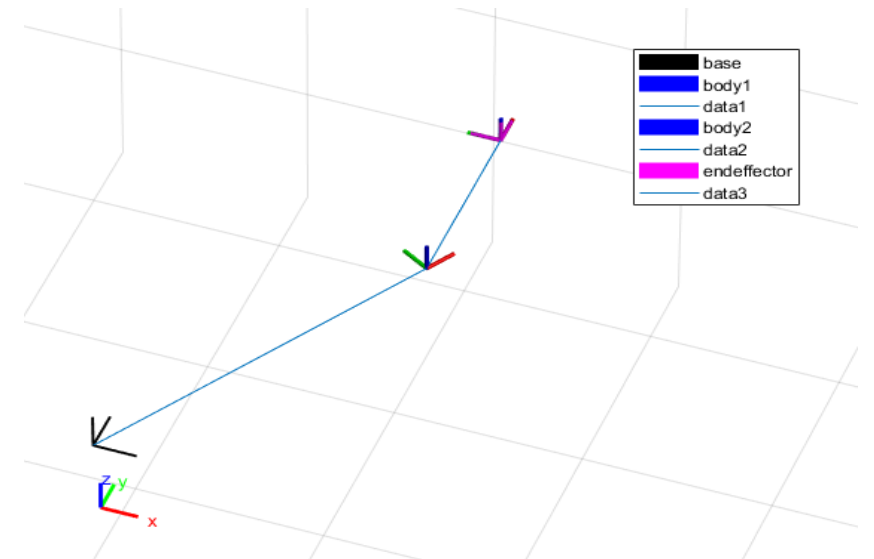 base
body1
data1
body2
data2
endeffector
data3
z y
x